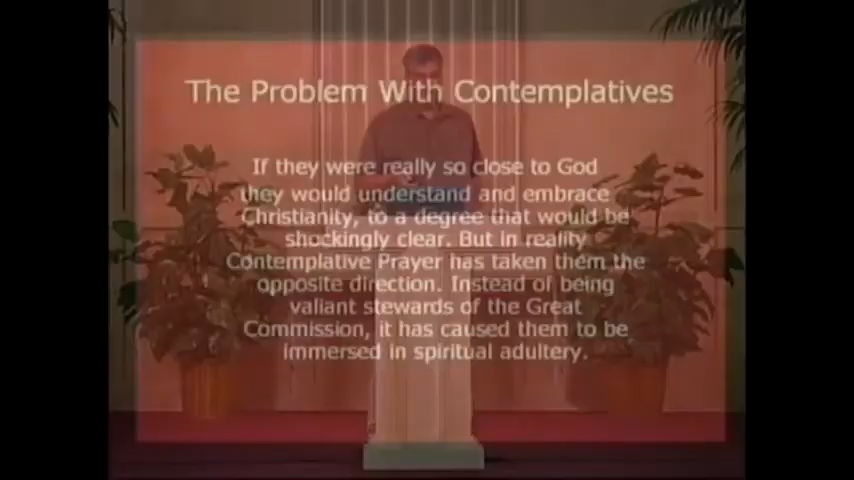 The Problem With Contemplatives
If they were really so close to God
they would understand and embrace
Christianity, to a degree that would be
shockingly clear. But in reality
Contemplative Prayer has taken them the
opposite direction. Instead of being
valiant stewards of the Great
Commission, it has caused them to be
immersed in spiritual adultery.